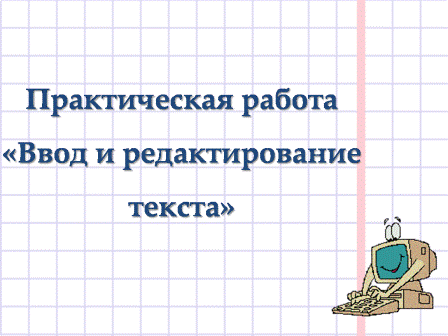 Практическая работа
«Ввод и редактирование
текста»